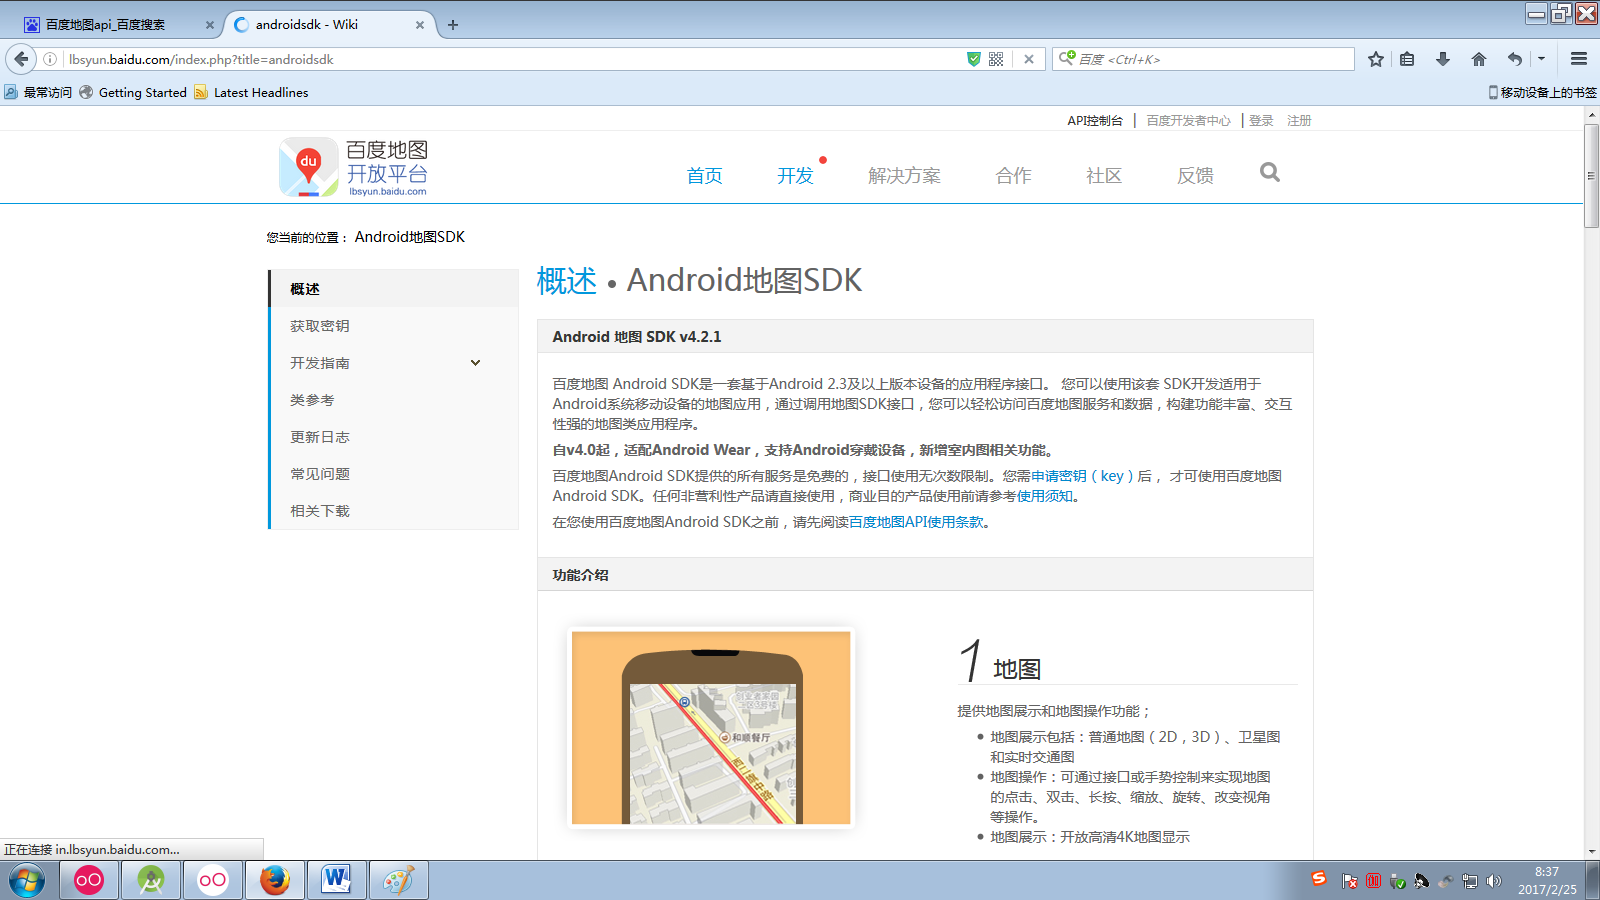 百度地图api_百度搜索
androidsdk - Wiki
lbsyun.baidu.com/index.php?title=androidsdk
百度 <Ctrl+K>
最常访问
Getting Started
Latest Headlines
移动设备上的书签
API控制台
百度开发者中心
登录
注册
du
百度地图
开放平台
lbsyun.baidu.com
首页
开发
解决方案
合作
社区
反馈
您当前的位置： Android地图SDK
概述
获取密钥
开发指南
类参考
更新日志
常见问题
相关下载
概述 • Android地图SDK
Android 地图 SDK v4.2.1
百度地图 Android SDK是一套基于Android 2.3及以上版本设备的应用程序接口。 您可以使用该套 SDK开发适用于
Android系统移动设备的地图应用，通过调用地图SDK接口，您可以轻松访问百度地图服务和数据，构建功能丰富、交互
性强的地图类应用程序。
自v4.0起，适配Android Wear，支持Android穿戴设备，新增室内图相关功能。
百度地图Android SDK提供的所有服务是免费的，接口使用无次数限制。您需申请密钥（key）后， 才可使用百度地图
Android SDK。任何非营利性产品请直接使用，商业目的产品使用前请参考使用须知。
在您使用百度地图Android SDK之前，请先阅读百度地图API使用条款。
功能介绍
和顺餐厅
1 地图
提供地图展示和地图操作功能；
地图展示包括：普通地图（2D，3D）、卫星图
和实时交通图
地图操作：可通过接口或手势控制来实现地图
的点击、双击、长按、缩放、旋转、改变视角
等操作。
地图展示：开放高清4K地图显示
正在连接 in.lbsyun.baidu.com...
8:37
2017/2/25